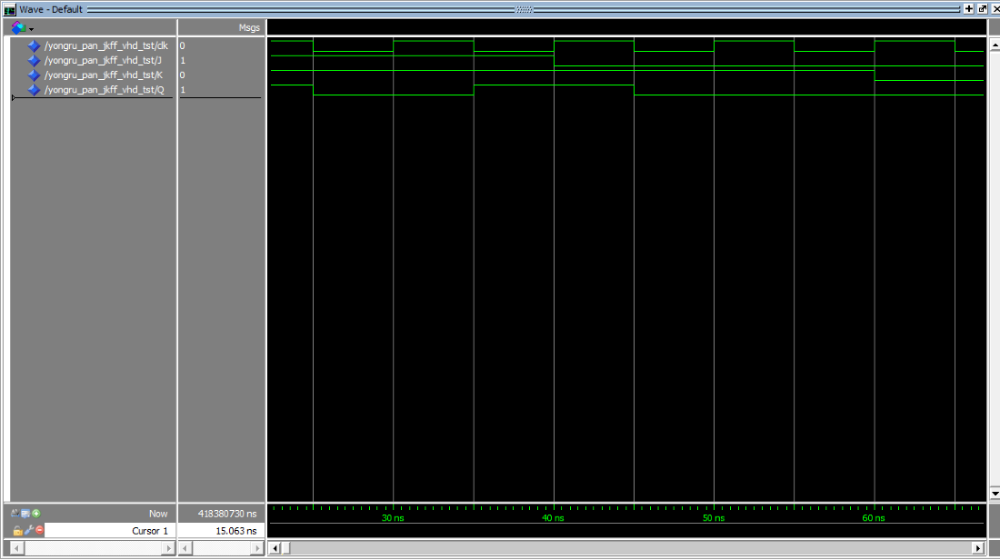 Wave - Default
Msgs
/yongru_pan_jkff_vhd_tst/clk 0
/yongru_pan_jkff_vhd_tst/J 1
/yongru_pan_jkff_vhd_tst/K 0
/yongru_pan_jkff_vhd_tst/Q 1
Now 418380730 ns
30 ns 40 ns 50 ns 60 ns
Cursor 1 15.063 ns